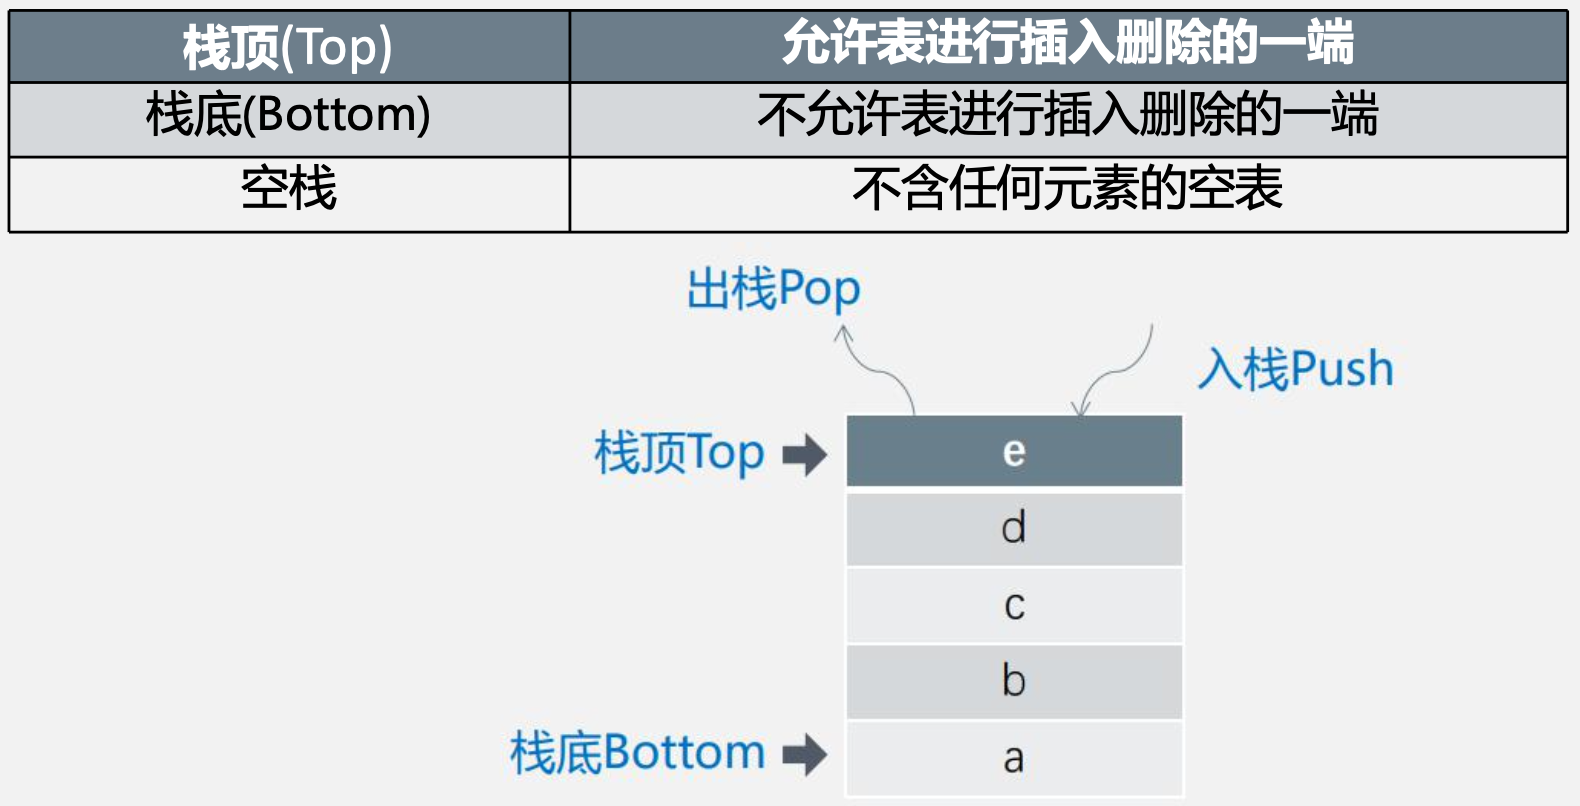 栈顶(Top) 允许表进行插入删除的一端
栈底(Bottom) 不允许表进行插入删除的一端
空栈 不含任何元素的空表
出栈Pop
入栈Push
栈顶Top e
d
c
b
栈底Bottom a